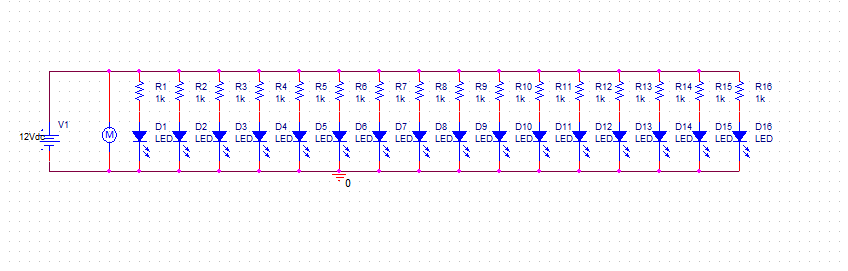 R1 R2 R3 R4 R5 R6 R7 R8 R9 R10 R11 R12 R13 R14 R15 R16
1k 1k 1k 1k 1k 1k 1k 1k 1k 1k 1k 1k 1k 1k 1k 1k
V1 D1 D2 D3 D4 D5 D6 D7 D8 D9 D10 D11 D12 D13 D14 D15 D16
12Vdc M LED LED LED LED LED LED LED LED LED LED LED LED LED LED LED LED
0